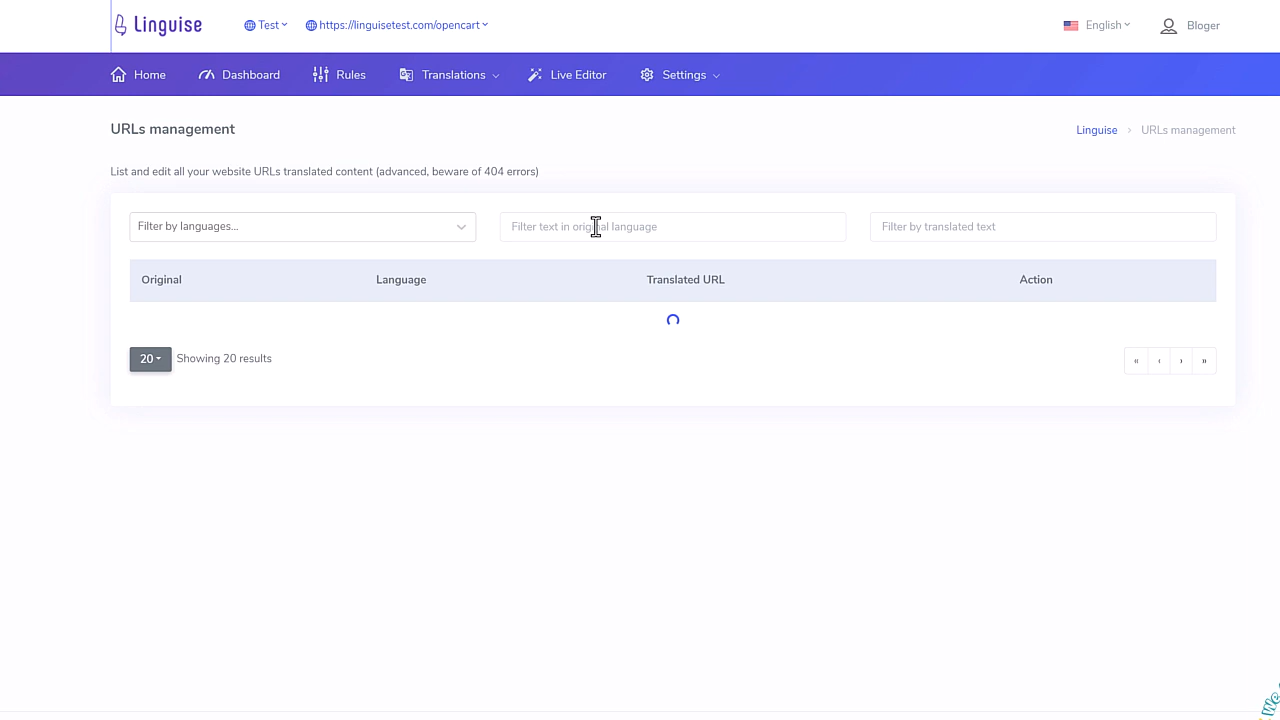 Linguise
Test
https://linguisetest.com/opencart
English
Bloger
Home
Dashboard
Rules
Translations
Live Editor
Settings
URLs management
Linguise › URLs management
List and edit all your website URLs translated content (advanced, beware of 404 errors)
Filter by languages...
Filter text in original language
Filter by translated text
Original
Language
Translated URL
Action
20
Showing 20 results
« ‹ › »